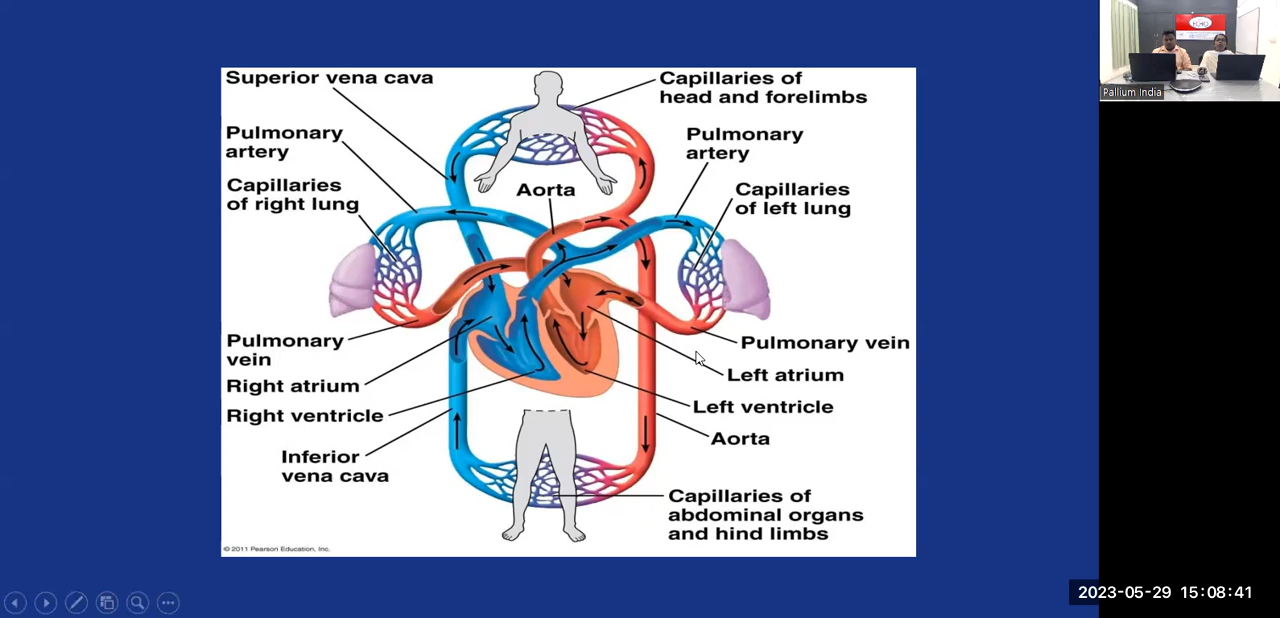 Superior vena cava
Capillaries of
head and forelimbs
Pulmonary
artery
Pulmonary
artery
Capillaries
of right lung
Aorta
Capillaries
of left lung
Pulmonary
vein
Pulmonary vein
Right atrium
Left atrium
Right ventricle
Left ventricle
Aorta
Inferior
vena cava
Capillaries of
abdominal organs
and hind limbs
© 2011 Pearson Education, Inc.
Pallium India
2023-05-29 15:08:41